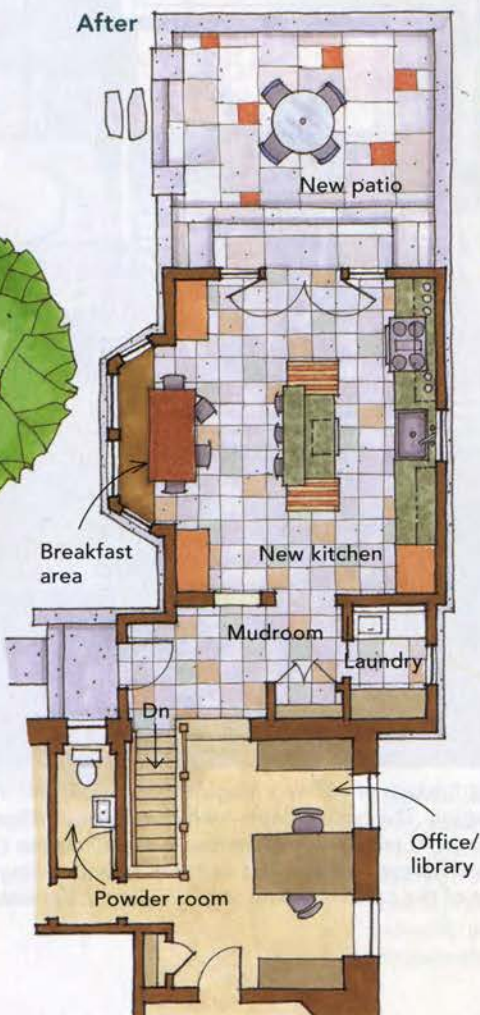 After
New patio
Breakfast
area
New kitchen
Mudroom
Laundry
Dn
Office/
library
Powder room